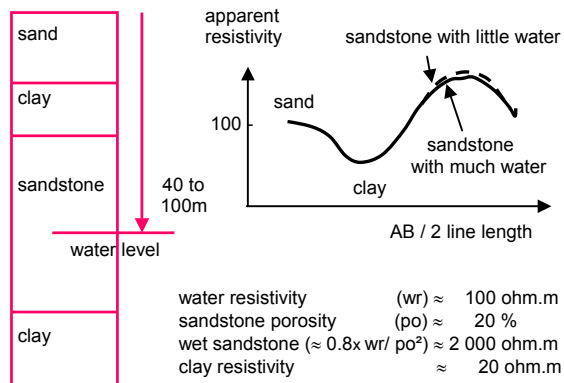 sand
clay
sandstone
40 to
100m
water level
clay
apparent
resistivity
sandstone with little water
sand
100
sandstone
with much water
clay
AB / 2 line length
water resistivity (wr) ≈ 100 ohm.m
sandstone porosity (po) ≈ 20 %
wet sandstone (≈ 0.8x wr/ po²) ≈ 2 000 ohm.m
clay resistivity ≈ 20 ohm.m